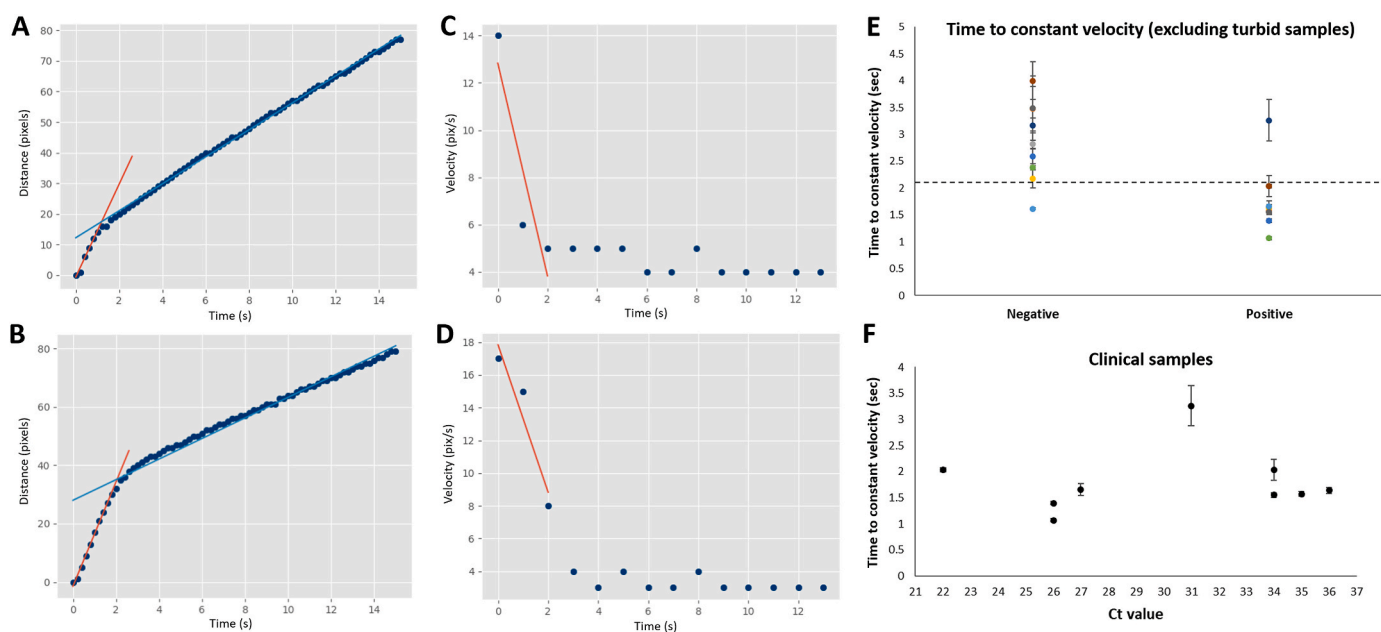 A
80
70
60
50
40
30
20
10
0
Distance (pixels)
0 2 4 6 8 10 12 14
Time (s)
B
80
60
40
20
0
Distance (pixels)
0 2 4 6 8 10 12 14
Time (s)
C
14
12
10
8
6
4
Velocity (pix/s)
0 2 4 6 8 10 12
Time (s)
D
18
16
14
12
10
8
6
4
Velocity (pix/s)
0 2 4 6 8 10 12
Time (s)
E
Time to constant velocity (excluding turbid samples)
5
4.5
4
3.5
3
2.5
2
1.5
1
0.5
0
Time to constant velocity (sec)
Negative Positive
F
Clinical samples
4
3.5
3
2.5
2
1.5
1
0.5
0
Time to constant velocity (sec)
21 22 23 24 25 26 27 28 29 30 31 32 33 34 35 36 37
Ct value